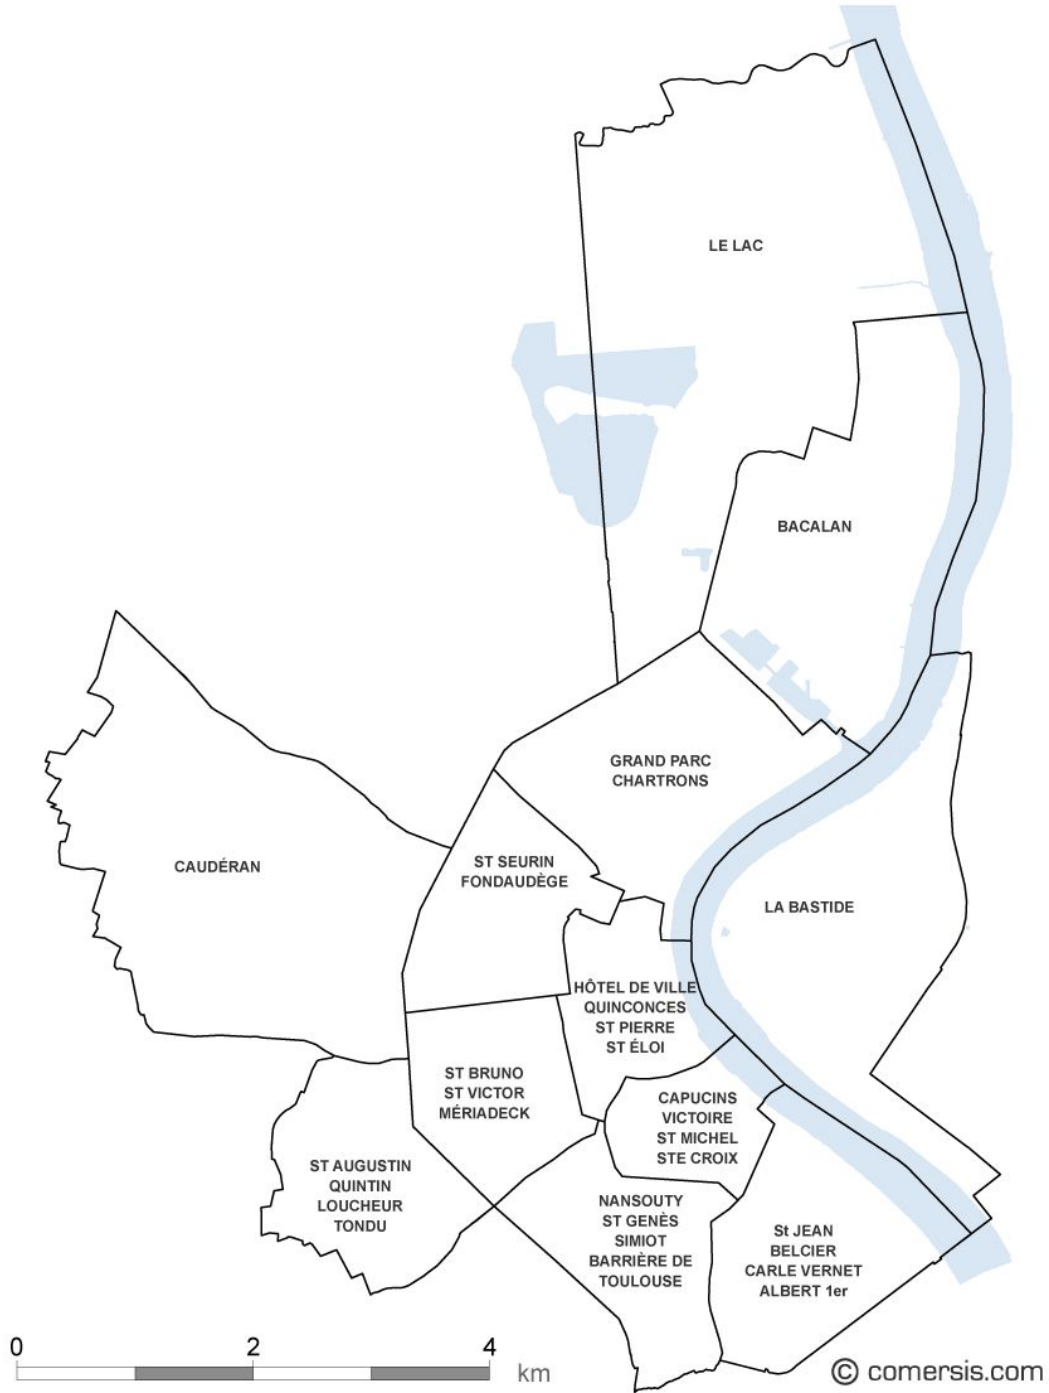 LE LAC
BACALAN
GRAND PARC
CHARTRONS
CAUDÉRAN
ST SEURIN
FONDAUDÈGE
LA BASTIDE
HÔTEL DE VILLE
QUINCONCES
ST PIERRE
ST ÉLOI
ST BRUNO
ST VICTOR
MÉRIADECK
CAPUCINS
VICTOIRE
ST MICHEL
STE CROIX
ST AUGUSTIN
QUINTIN
LOUCHEUR
TONDU
NANSOUTY
ST GENÈS
SIMIOT
BARRIÈRE DE
TOULOUSE
St JEAN
BELCIER
CARLE VERNET
ALBERT 1er
0 2 4
km
© comersis.com